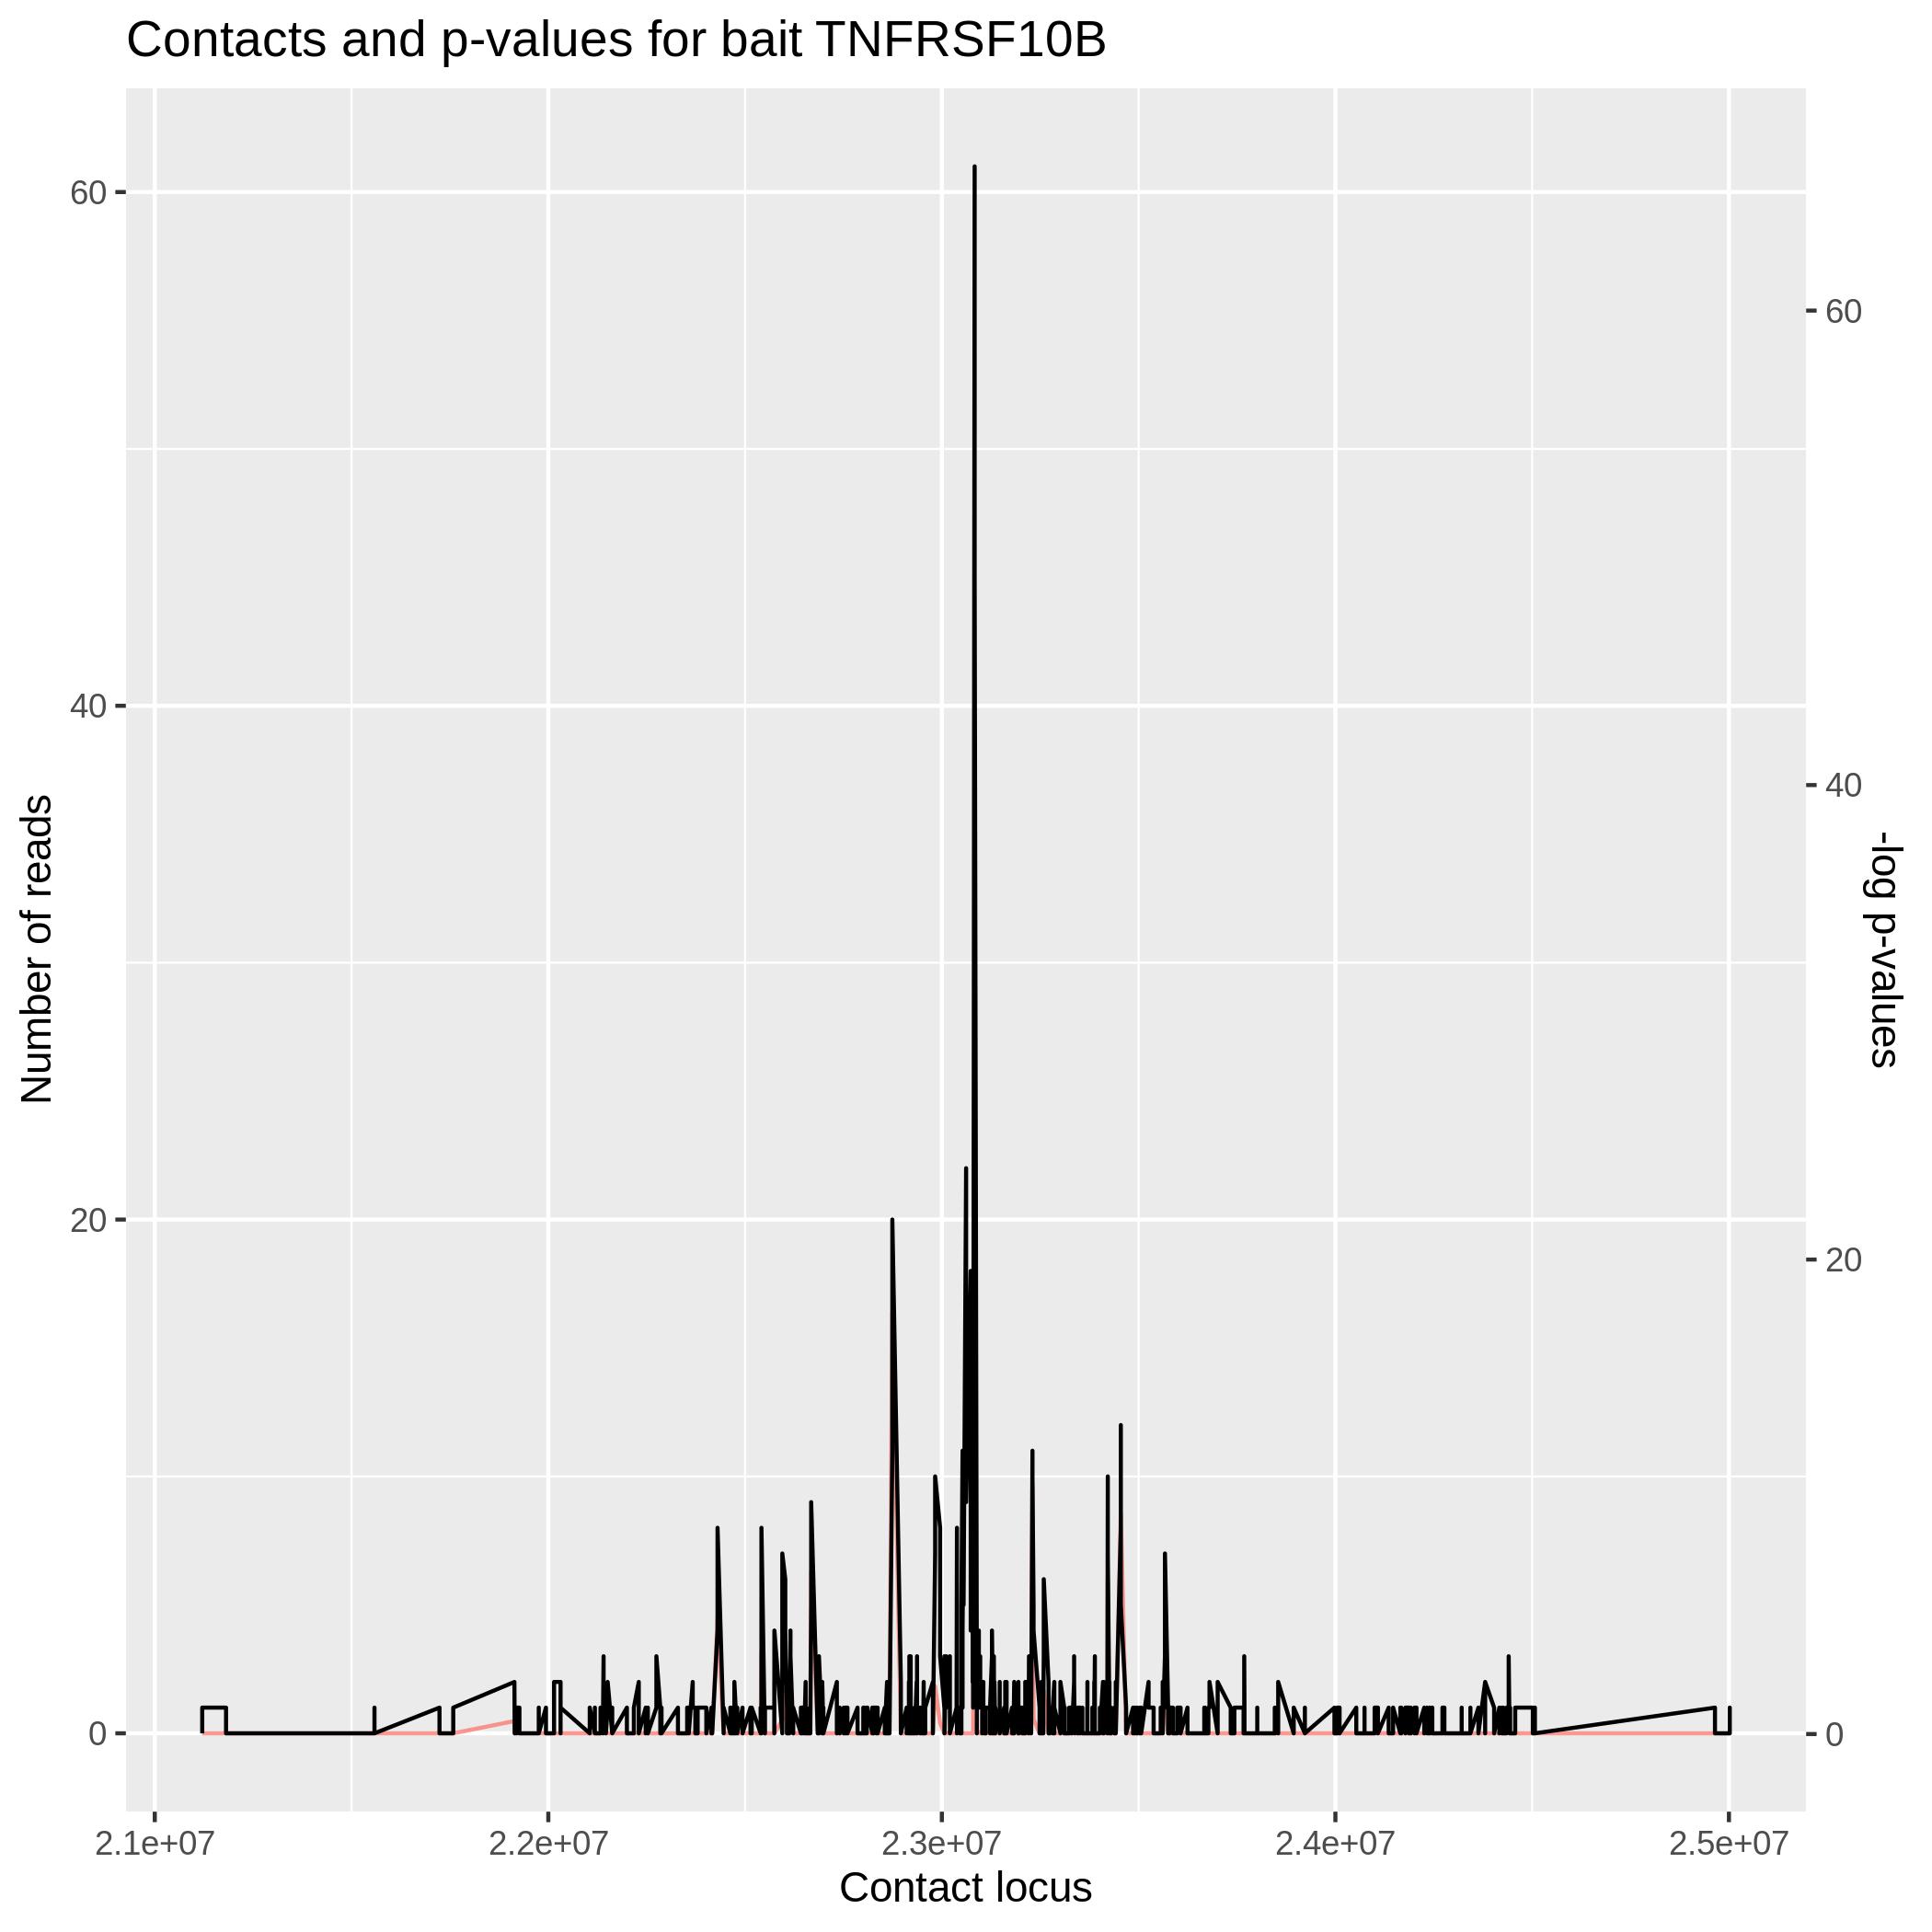 Contacts and p-values for bait TNFRSF10B
60
40
20
0
Number of reads
60
40
20
0
-log p-values
2.1e+07
2.2e+07
2.3e+07
2.4e+07
2.5e+07
Contact locus